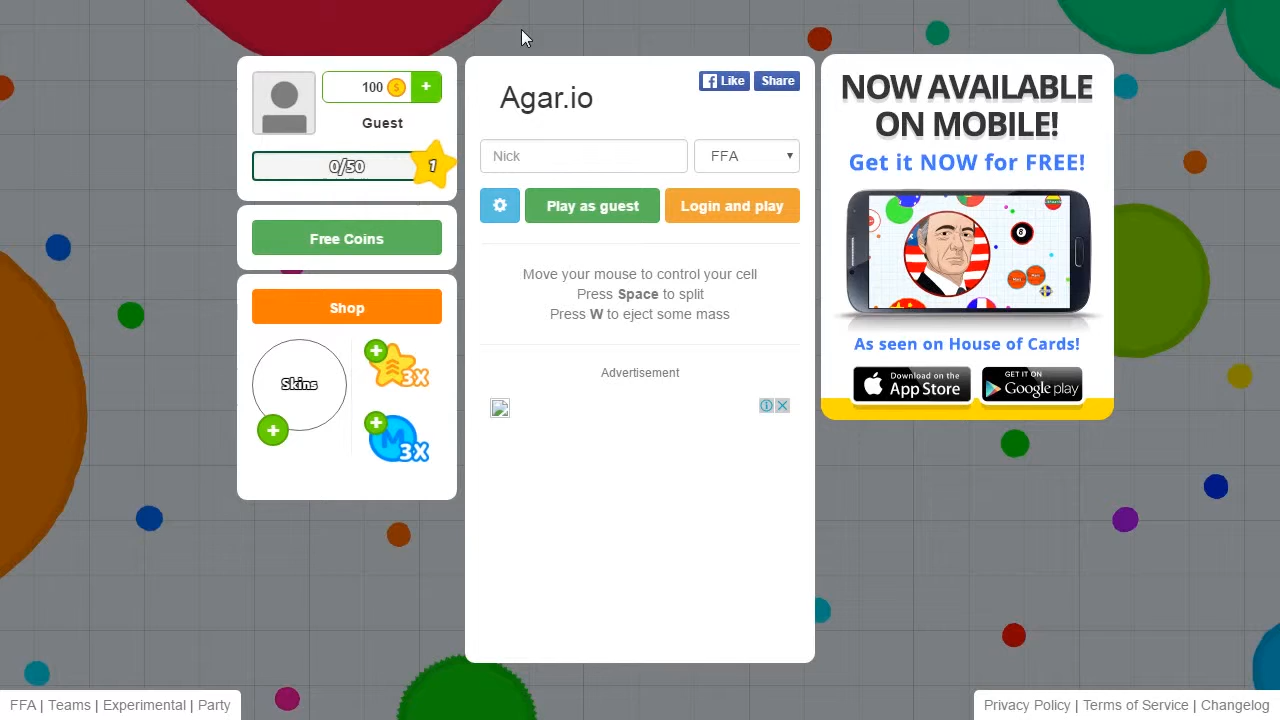 100
Guest
0/50
1
Free Coins
Shop
Skins
3X
M
3X
Agar.io
Like
Share
Nick
FFA
Play as guest
Login and play
Move your mouse to control your cell
Press Space to split
Press W to eject some mass
Advertisement
NOW AVAILABLE
ON MOBILE!
Get it NOW for FREE!
8
As seen on House of Cards!
Download on the
App Store
GET IT ON
Google play
FFA | Teams | Experimental | Party
Privacy Policy | Terms of Service | Changelog